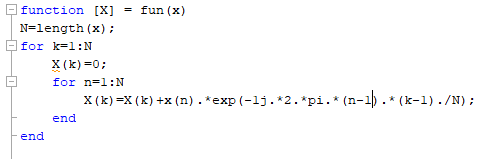 function [X] = fun(x)
N=length(x);
for k=1:N
X(k)=0;
for n=1:N
X(k)=X(k)+x(n).*exp(-1j.*2.*pi.*(n-1).*(k-1)./N);
end
end